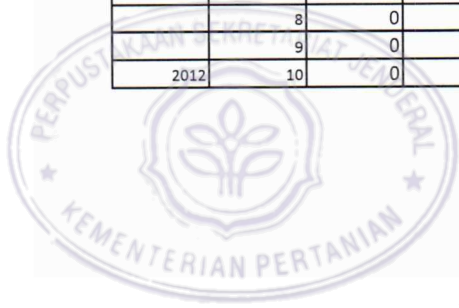 8 0
9 0
2012 10 0
PERPUSTAKAAN SEKRETARIAT JENDERAL
KEMENTERIAN PERTANIAN